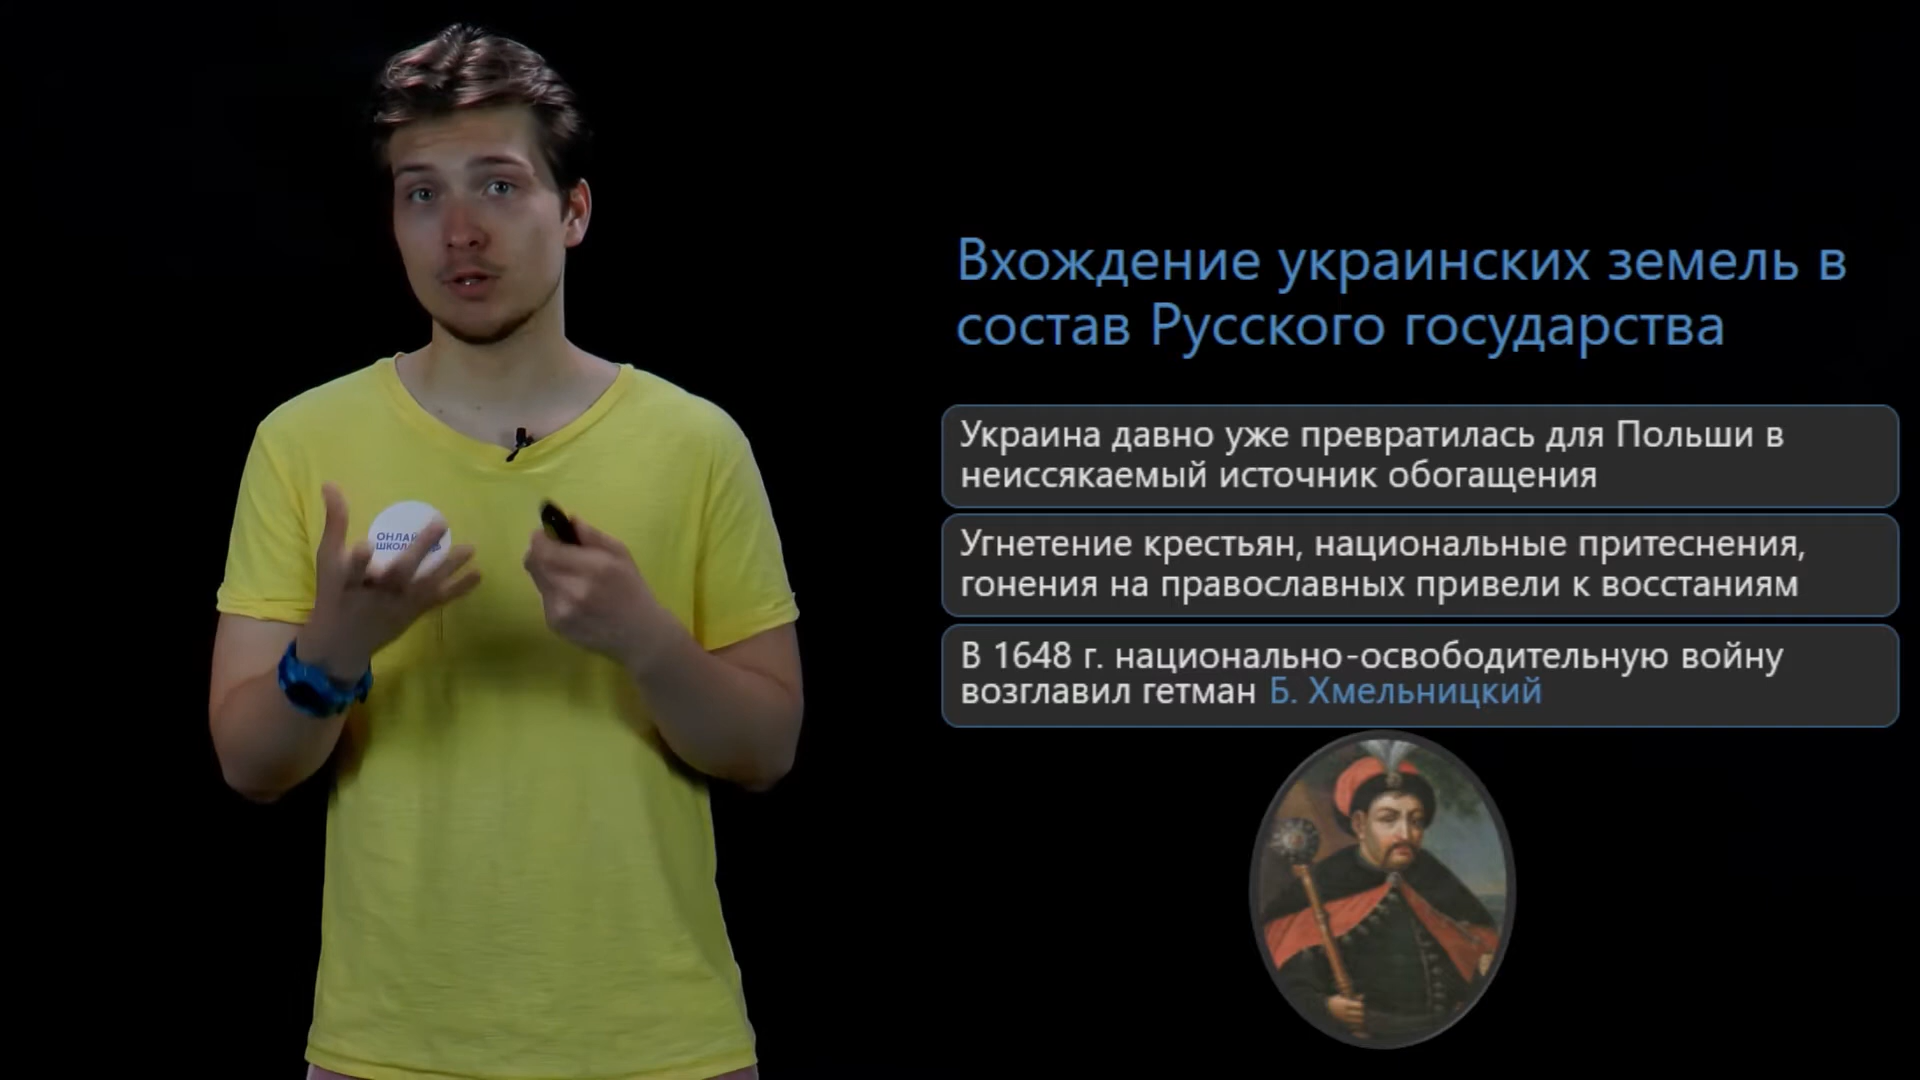 Вхождение украинских земель в
состав Русского государства
Украина давно уже превратилась для Польши в
неиссякаемый источник обогащения
Угнетение крестьян, национальные притеснения,
гонения на православных привели к восстаниям
В 1648 г. национально-освободительную войну
возглавил гетман Б. Хмельницкий